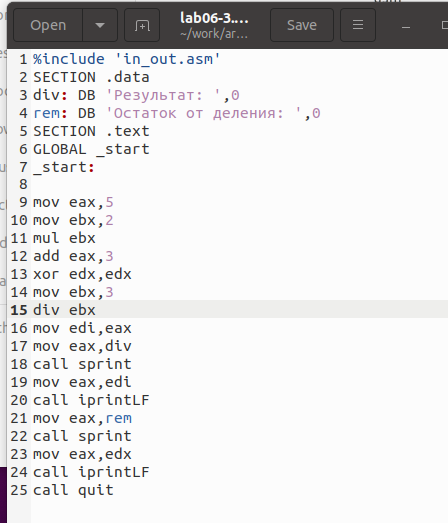 Open
lab06-3....
~/work/ar...
Save
1 %include 'in_out.asm'
2 SECTION .data
3 div: DB 'Результат: ',0
4 rem: DB 'Остаток от деления: ',0
5 SECTION .text
6 GLOBAL _start
7 _start:
8
9 mov eax,5
10 mov ebx,2
11 mul ebx
12 add eax,3
13 xor edx,edx
14 mov ebx,3
15 div ebx
16 mov edi,eax
17 mov eax,div
18 call sprint
19 mov eax,edi
20 call iprintLF
21 mov eax,rem
22 call sprint
23 mov eax,edx
24 call iprintLF
25 call quit